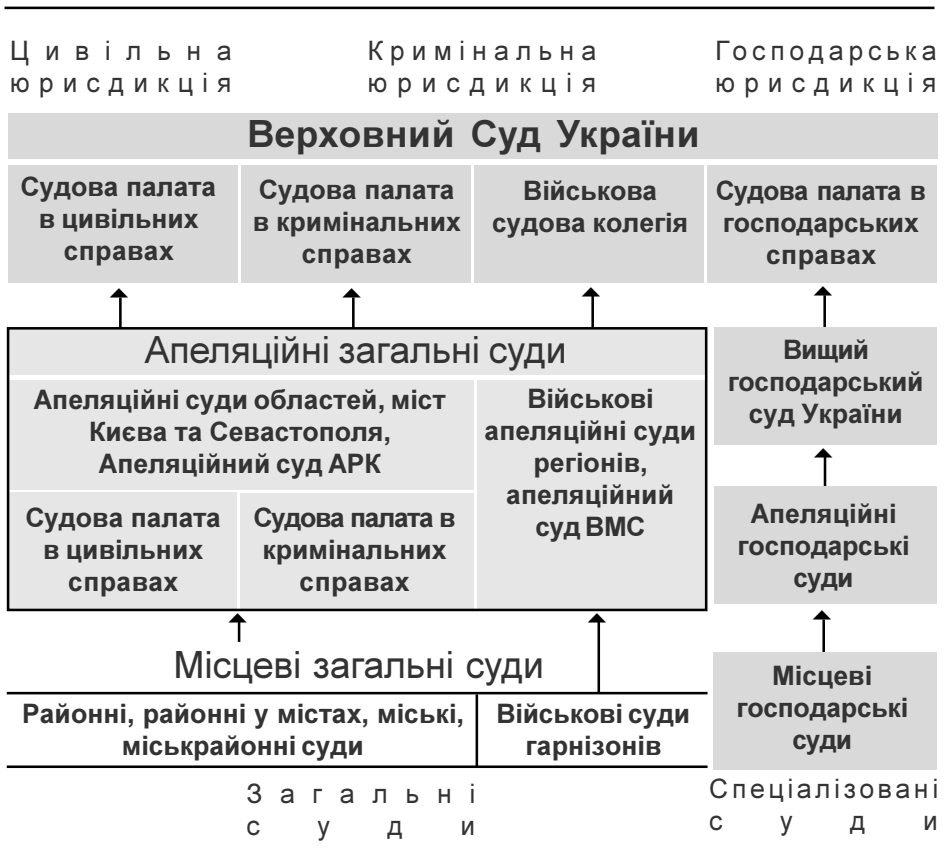 Цивільна юрисдикція
Кримінальна юрисдикція
Господарська юрисдикція
Верховний Суд України
Судова палата
в цивільних
справах
Судова палата
в кримінальних
справах
Військова
судова колегія
Судова палата в
господарських
справах
Апеляційні загальні суди
Апеляційні суди областей, міст
Києва та Севастополя,
Апеляційний суд АРК
Судова палата
в цивільних
справах
Судова палата в
кримінальних
справах
Військові
апеляційні суди
регіонів,
апеляційний
суд ВМС
Вищий
господарський
суд України
Апеляційні
господарські
суди
Місцеві загальні суди
Районні, районні у містах, міські,
міськрайонні суди
Військові суди
гарнізонів
Місцеві
господарські
суди
Загальні
суди
Спеціалізовані
суди